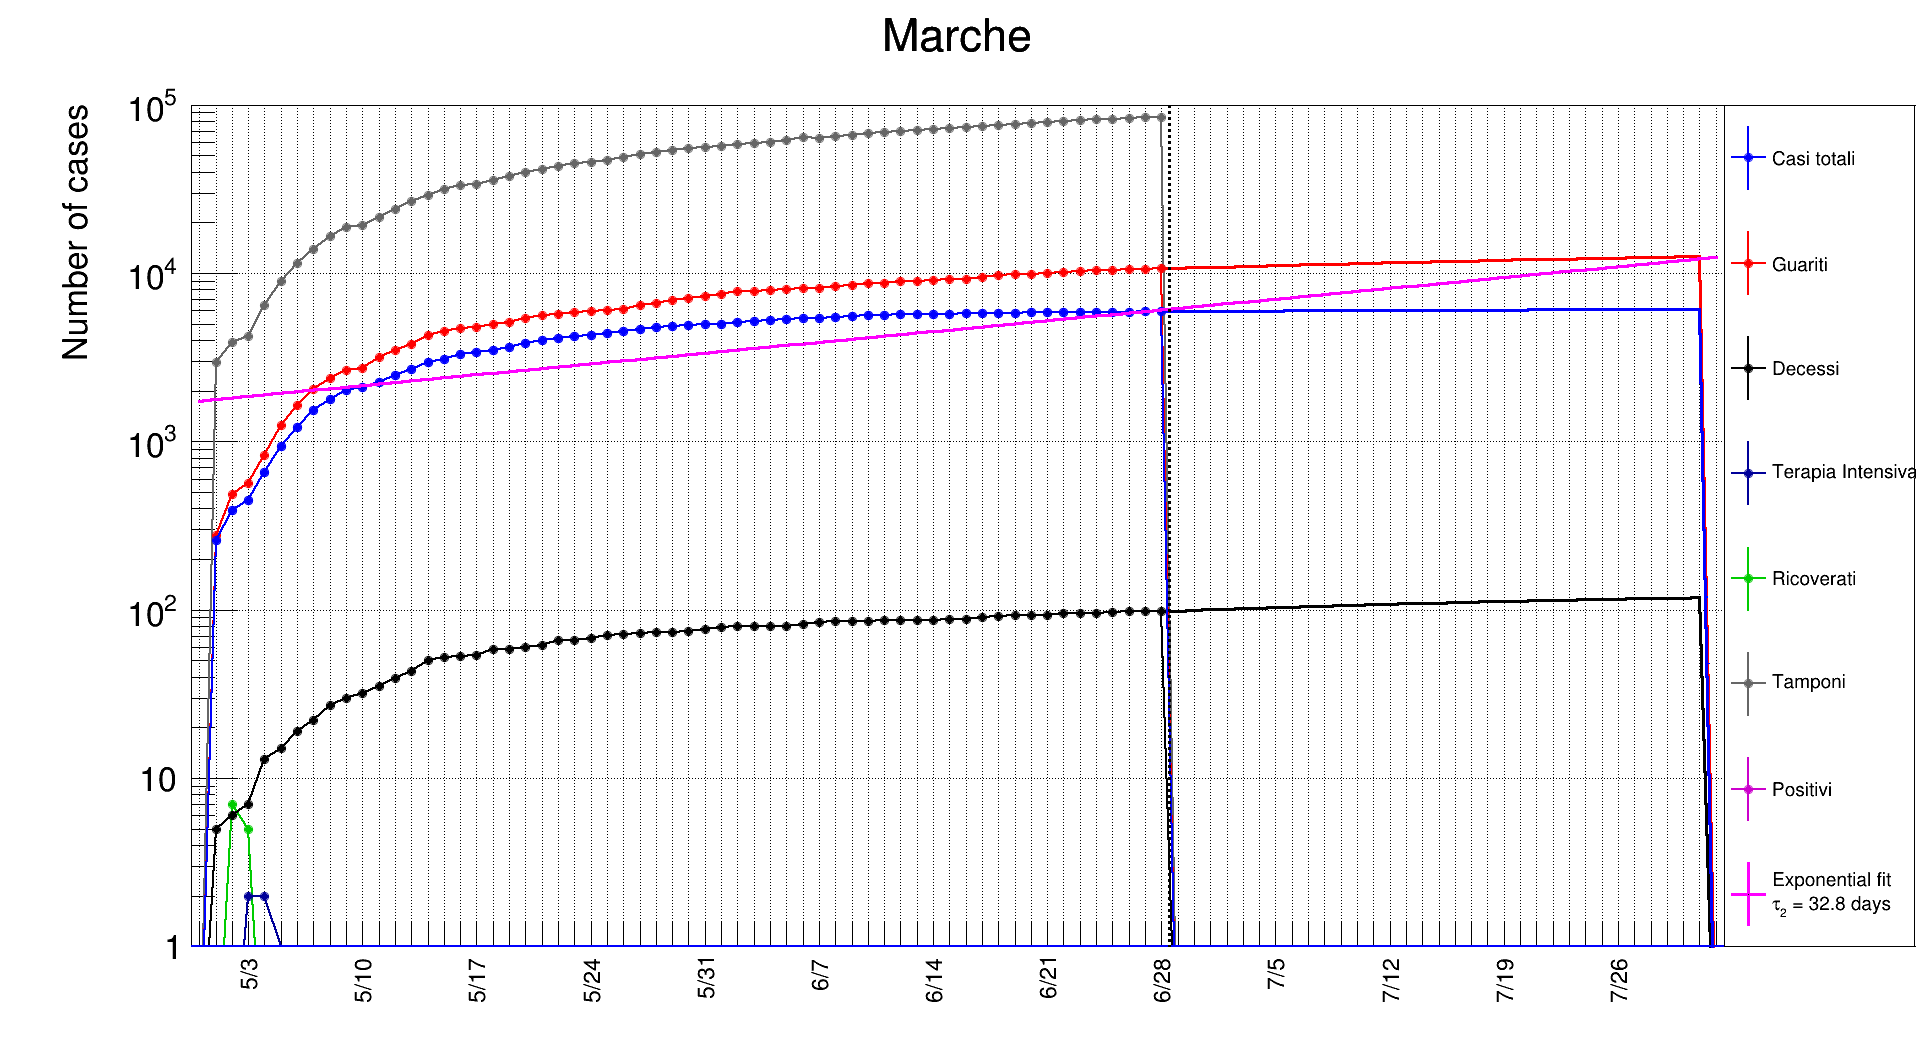 Marche
Number of cases
10^5
10^4
10^3
10^2
10
1
5/3
5/10
5/17
5/24
5/31
6/7
6/14
6/21
6/28
7/5
7/12
7/19
7/26
Casi totali
Guariti
Decessi
Terapia Intensiva
Ricoverati
Tamponi
Positivi
Exponential fit
τ₂ = 32.8 days